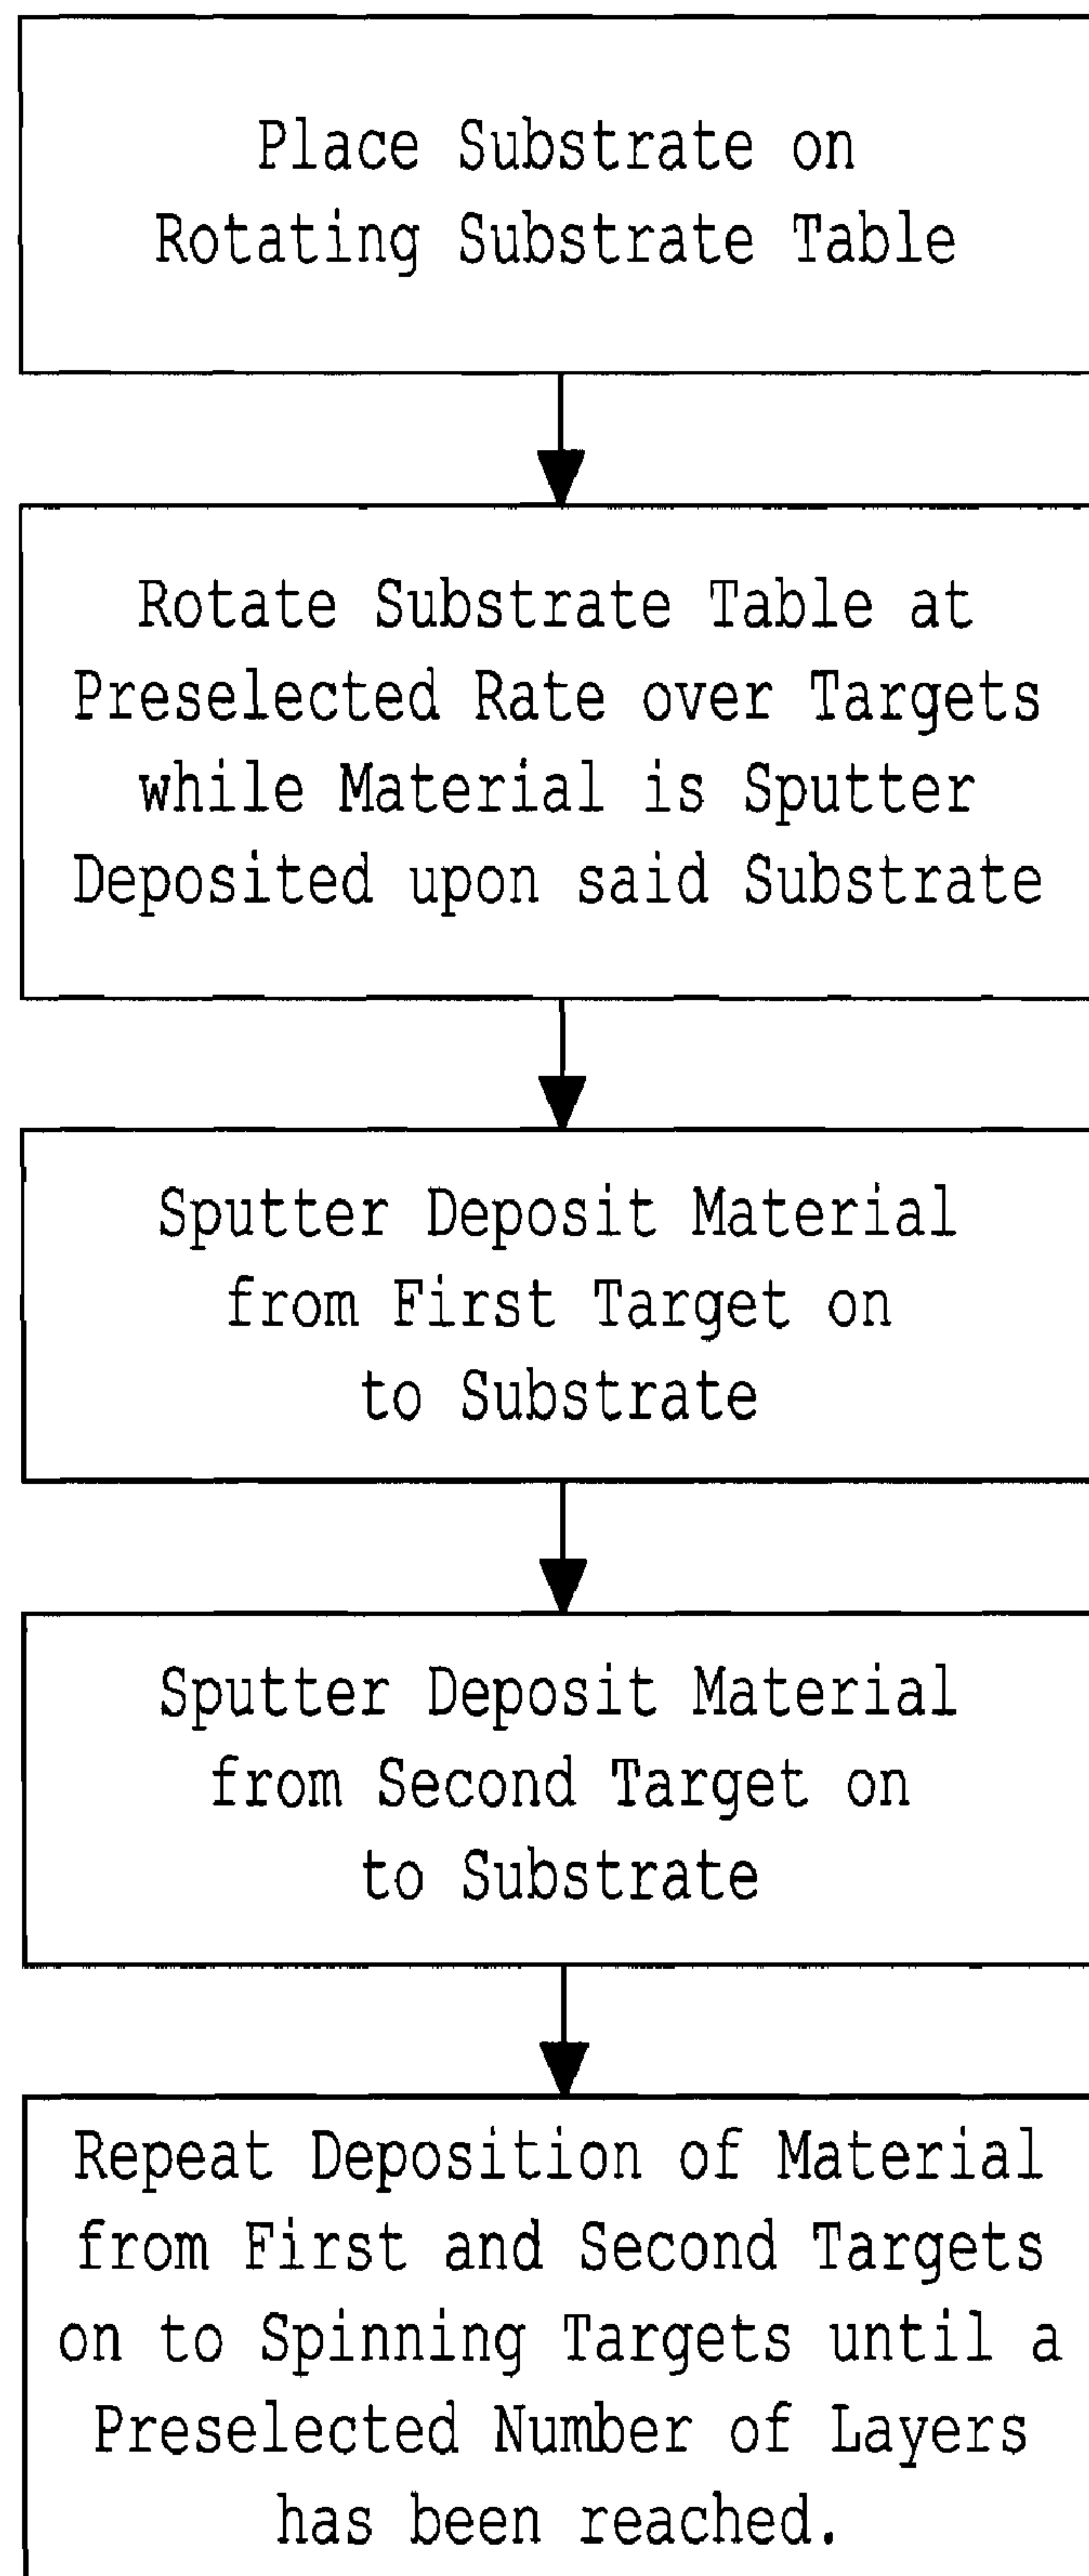 Place Substrate on
Rotating Substrate Table
Rotate Substrate Table at
Preselected Rate over Targets
while Material is Sputter
Deposited upon said Substrate
Sputter Deposit Material
from First Target on
to Substrate
Sputter Deposit Material
from Second Target on
to Substrate
Repeat Deposition of Material
from First and Second Targets
on to Spinning Targets until a
Preselected Number of Layers
has been reached.